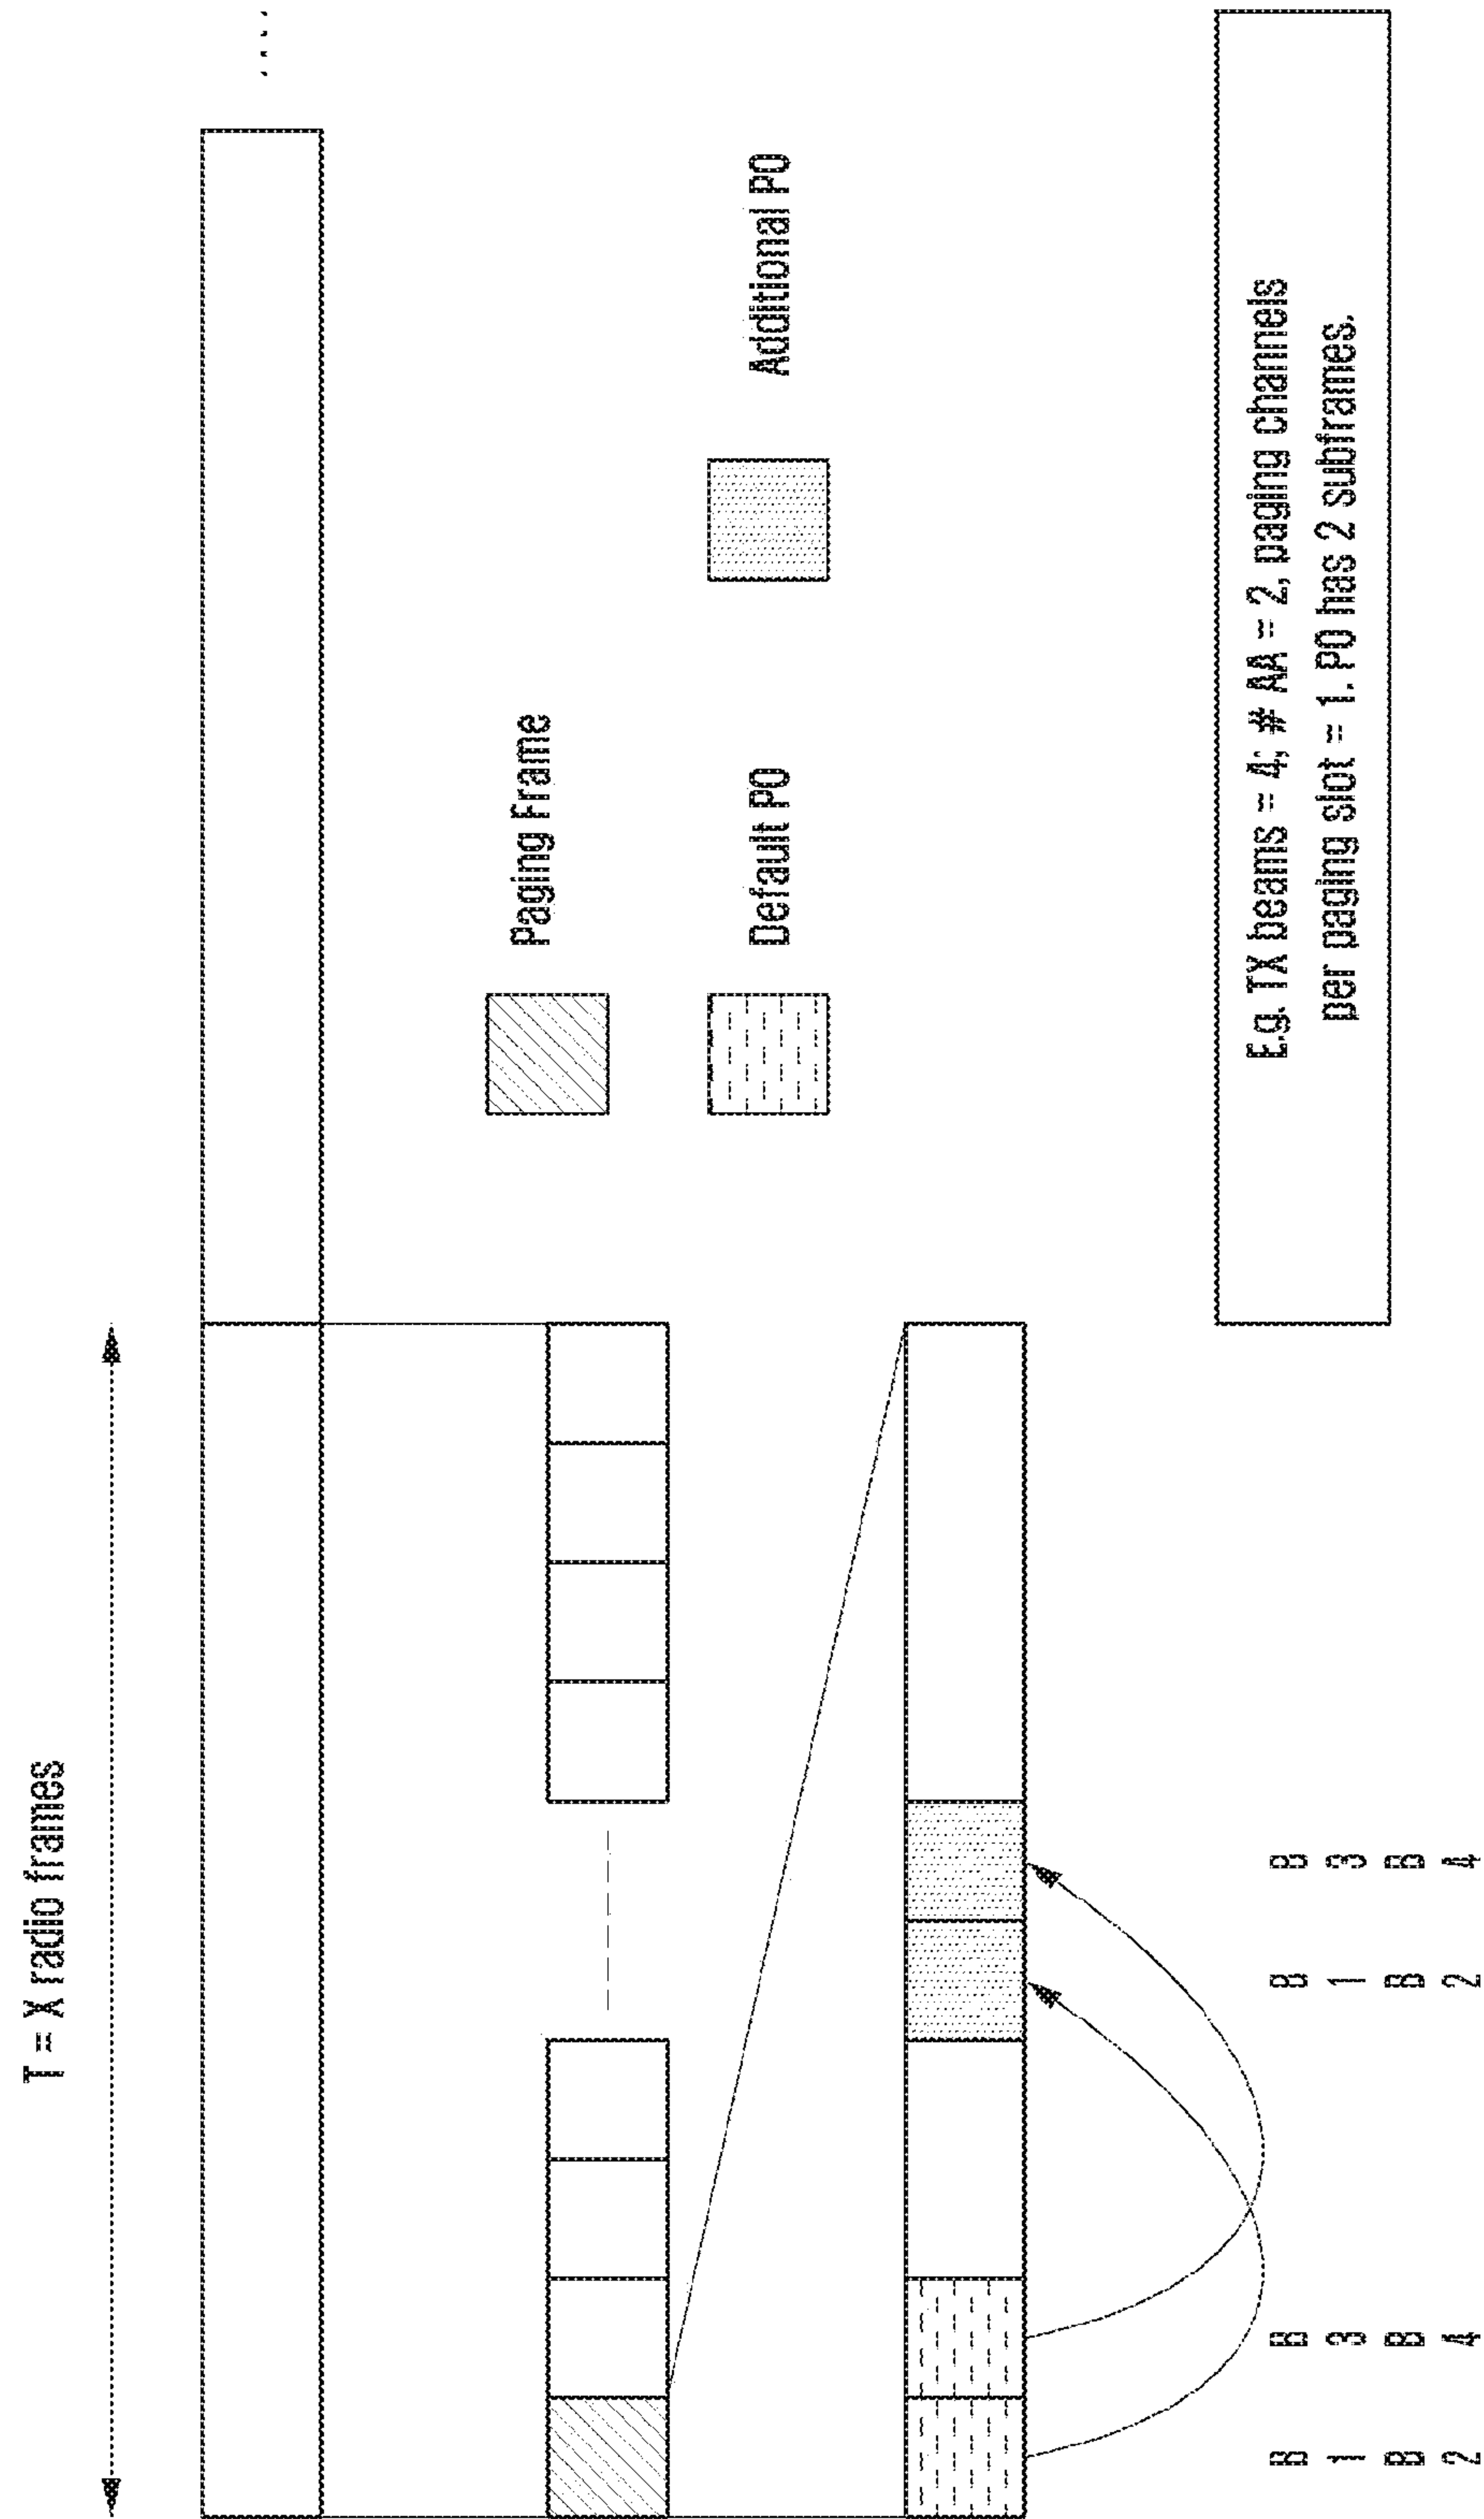 T = X radio frames
....
Paging Frame
Default PO
Additional PO
B 1 B 2
B 3 B 4
B 1 B 2
B 3 B 4
E.g. TX beams = 4; # AA = 2, paging channels
per paging slot = 1. PO has 2 subframes.